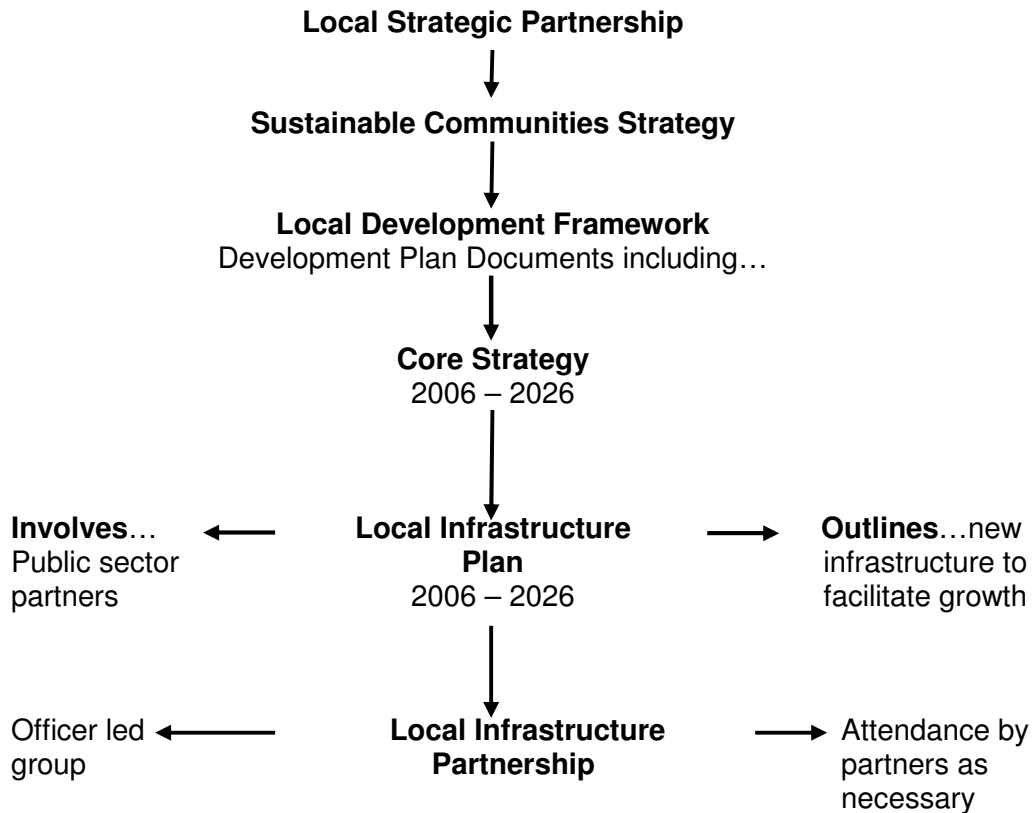 Local Strategic Partnership
Sustainable Communities Strategy
Local Development Framework
Development Plan Documents including…
Core Strategy
2006 – 2026
Involves…
Public sector
partners
Local Infrastructure
Plan
2006 – 2026
Outlines…new
infrastructure to
facilitate growth
Officer led
group
Local Infrastructure
Partnership
Attendance by
partners as
necessary